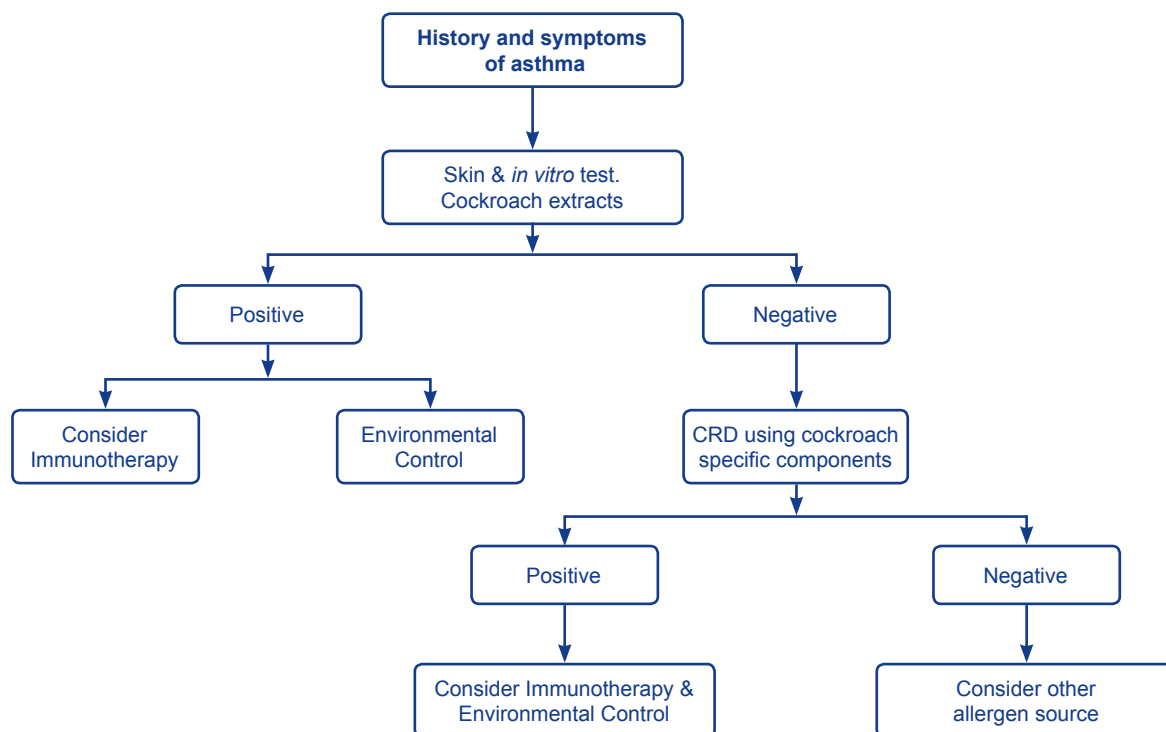 History and symptoms
of asthma
Skin & in vitro test.
Cockroach extracts
Positive
Negative
Consider
Immunotherapy
Environmental
Control
CRD using cockroach
specific components
Positive
Negative
Consider Immunotherapy &
Environmental Control
Consider other
allergen source